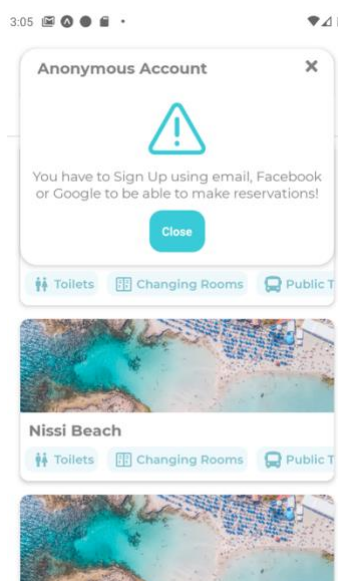 3:05
Anonymous Account
You have to Sign Up using email, Facebook
or Google to be able to make reservations!
Close
Toilets Changing Rooms Public T
Nissi Beach
Toilets Changing Rooms Public T